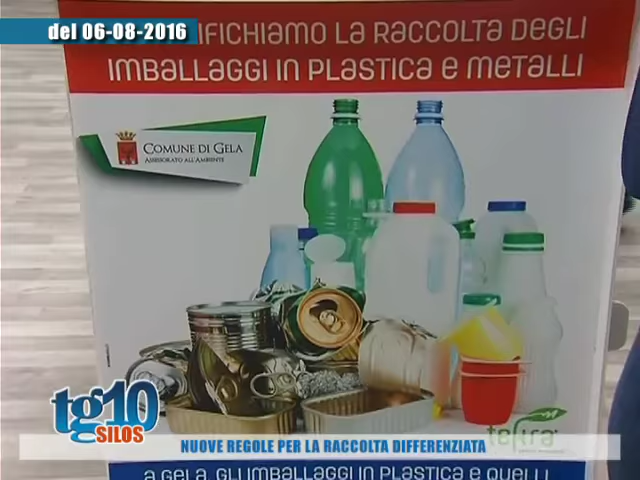 del 06-08-2016
IFICHIAMO LA RACCOLTA DEGLI
IMBALLAGGI IN PLASTICA E METALLI
COMUNE DI GELA
ASSESSORATO ALL'AMBIENTE
tg10
SILOS
tekra
NUOVE REGOLE PER LA RACCOLTA DIFFERENZIATA
A GELA, GLI IMBALLAGGI IN PLASTICA E QUELLI